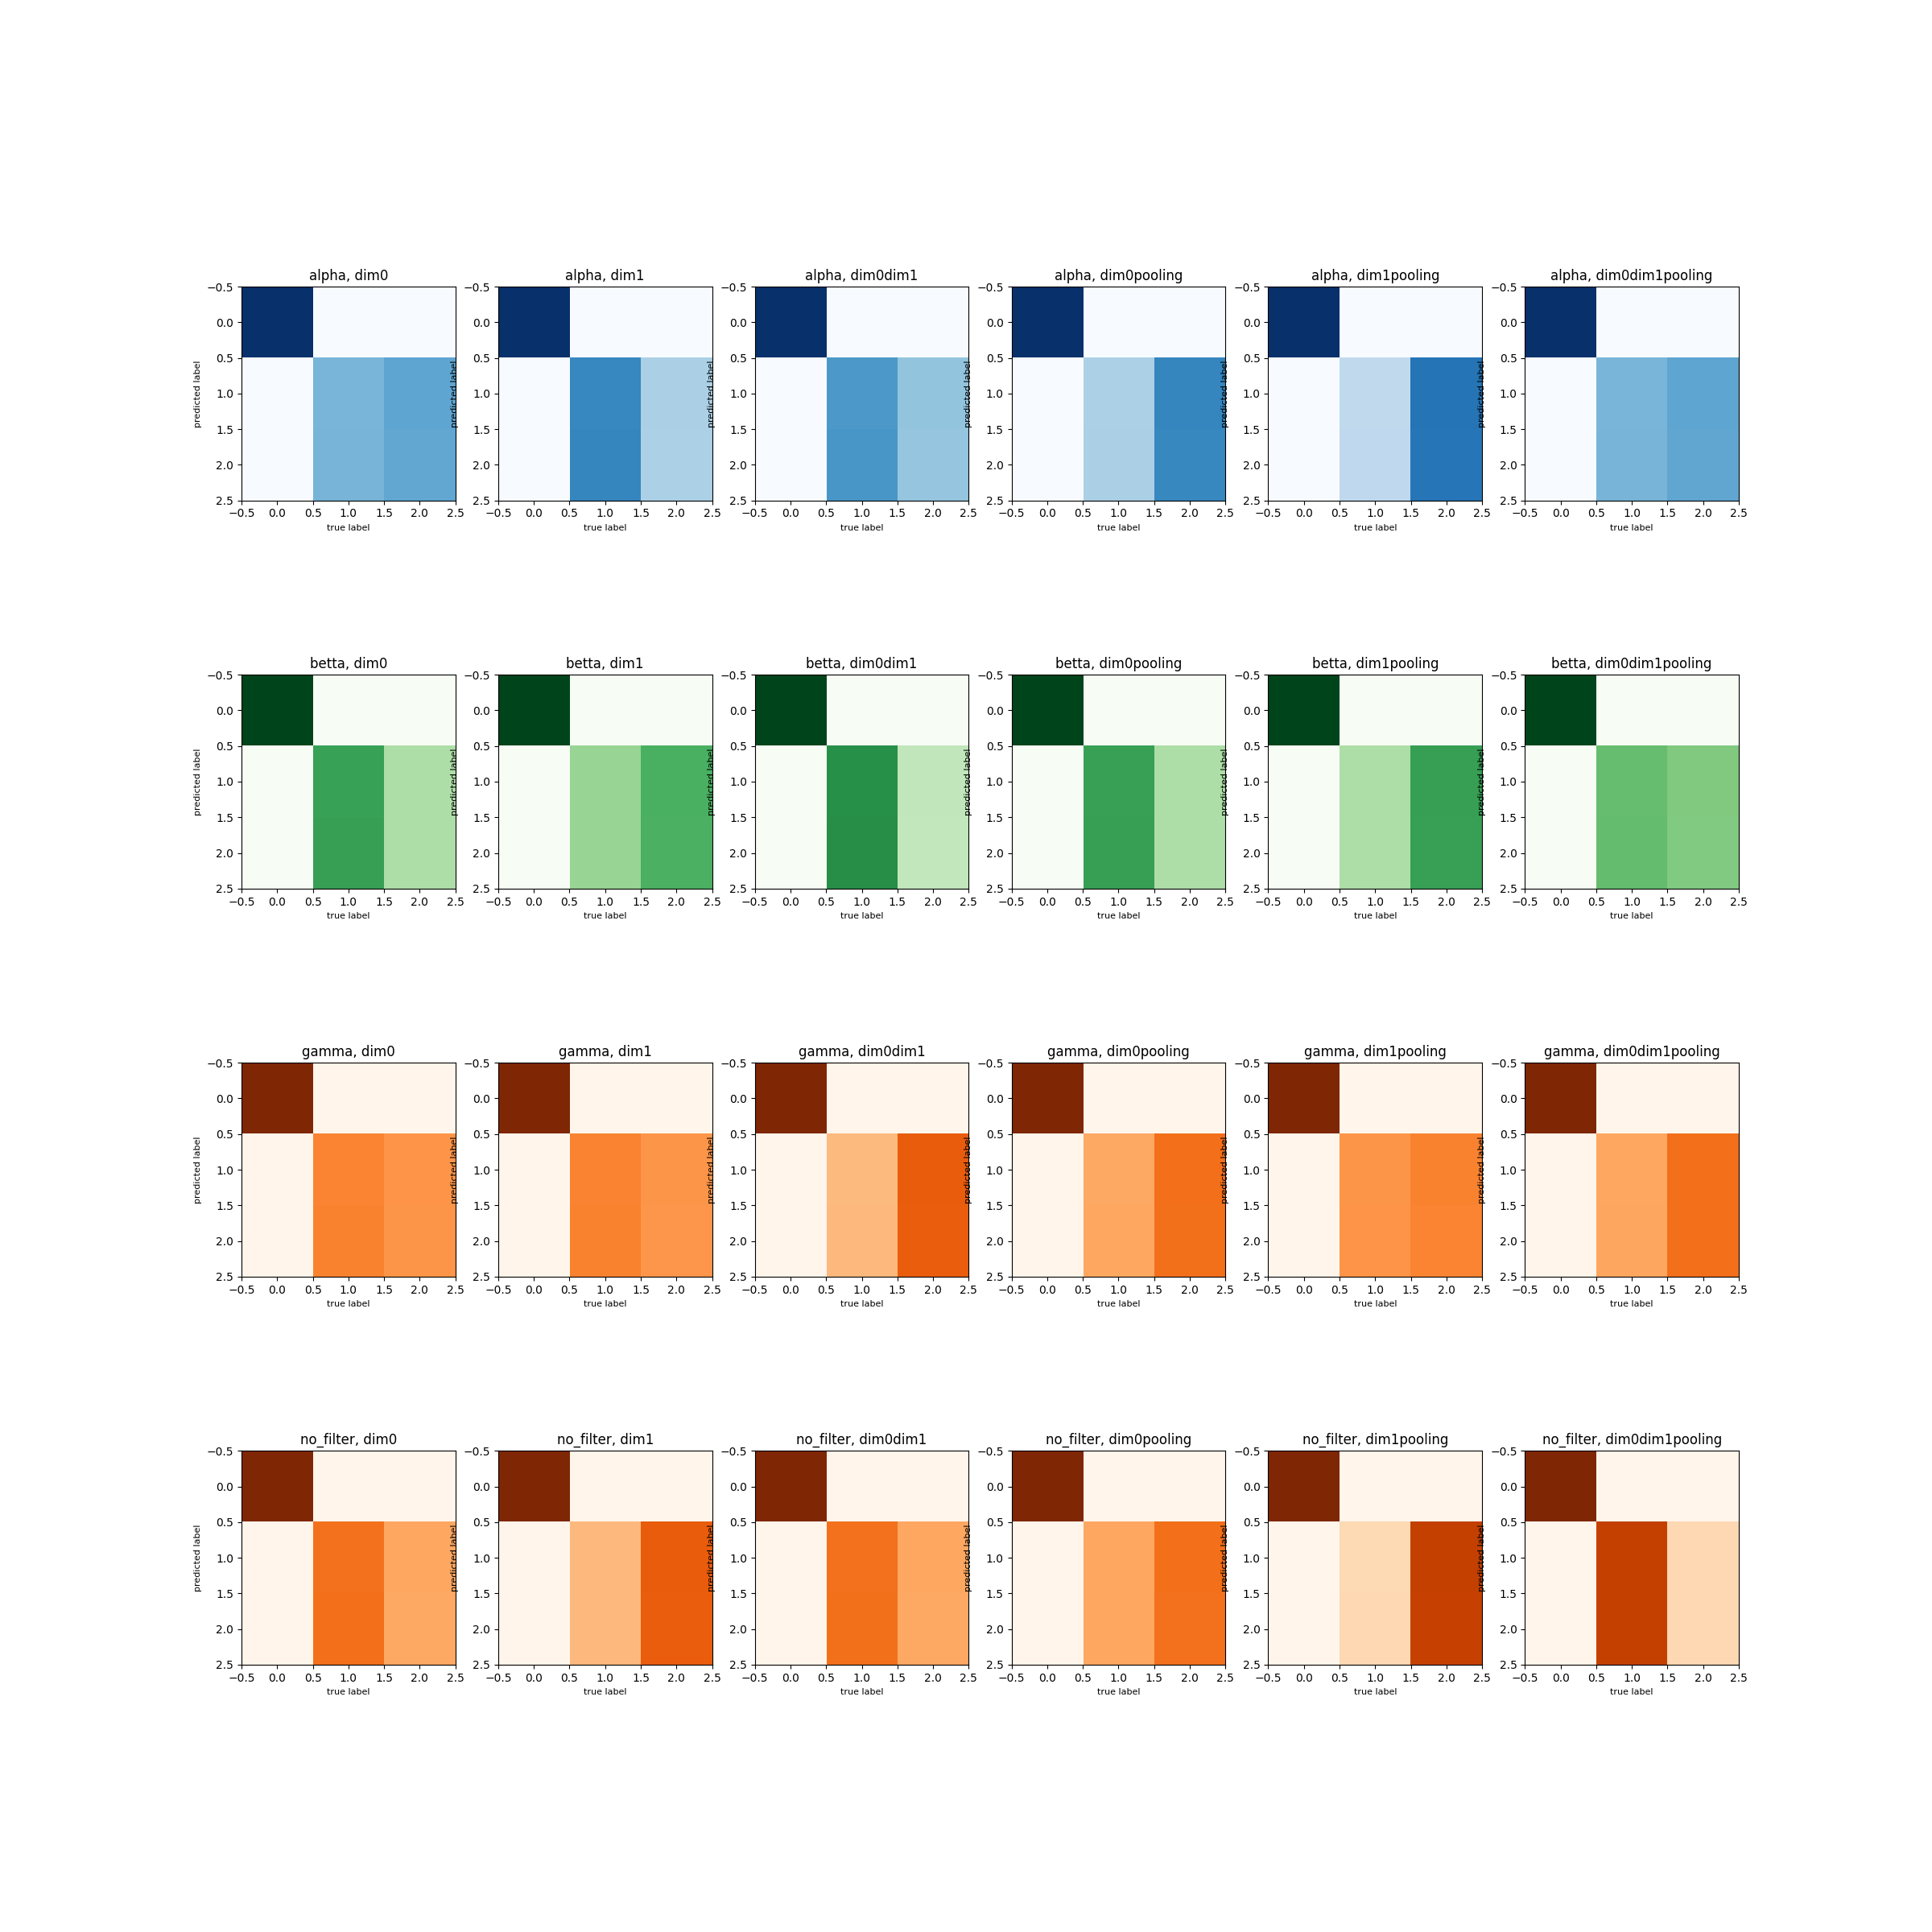 alpha, dim0 alpha, dim1 alpha, dim0dim1 alpha, dim0pooling alpha, dim1pooling alpha, dim0dim1pooling
−0.5 −0.5 −0.5 −0.5 −0.5 −0.5
0.0 0.0 0.0 0.0 0.0 0.0
0.5 0.5 0.5 0.5 0.5 0.5
1.0 1.0 1.0 1.0 1.0 1.0
predicted label predicted label predicted label predicted label predicted label predicted label
1.5 1.5 1.5 1.5 1.5 1.5
2.0 2.0 2.0 2.0 2.0 2.0
2.5 2.5 2.5 2.5 2.5 2.5
−0.5 0.0 0.5 1.0 1.5 2.0 2.5 −0.5 0.0 0.5 1.0 1.5 2.0 2.5 −0.5 0.0 0.5 1.0 1.5 2.0 2.5 −0.5 0.0 0.5 1.0 1.5 2.0 2.5 −0.5 0.0 0.5 1.0 1.5 2.0 2.5 −0.5 0.0 0.5 1.0 1.5 2.0 2.5
true label true label true label true label true label true label
betta, dim0 betta, dim1 betta, dim0dim1 betta, dim0pooling betta, dim1pooling betta, dim0dim1pooling
−0.5 −0.5 −0.5 −0.5 −0.5 −0.5
0.0 0.0 0.0 0.0 0.0 0.0
0.5 0.5 0.5 0.5 0.5 0.5
1.0 1.0 1.0 1.0 1.0 1.0
predicted label predicted label predicted label predicted label predicted label predicted label
1.5 1.5 1.5 1.5 1.5 1.5
2.0 2.0 2.0 2.0 2.0 2.0
2.5 2.5 2.5 2.5 2.5 2.5
−0.5 0.0 0.5 1.0 1.5 2.0 2.5 −0.5 0.0 0.5 1.0 1.5 2.0 2.5 −0.5 0.0 0.5 1.0 1.5 2.0 2.5 −0.5 0.0 0.5 1.0 1.5 2.0 2.5 −0.5 0.0 0.5 1.0 1.5 2.0 2.5 −0.5 0.0 0.5 1.0 1.5 2.0 2.5
true label true label true label true label true label true label
gamma, dim0 gamma, dim1 gamma, dim0dim1 gamma, dim0pooling gamma, dim1pooling gamma, dim0dim1pooling
−0.5 −0.5 −0.5 −0.5 −0.5 −0.5
0.0 0.0 0.0 0.0 0.0 0.0
0.5 0.5 0.5 0.5 0.5 0.5
1.0 1.0 1.0 1.0 1.0 1.0
predicted label predicted label predicted label predicted label predicted label predicted label
1.5 1.5 1.5 1.5 1.5 1.5
2.0 2.0 2.0 2.0 2.0 2.0
2.5 2.5 2.5 2.5 2.5 2.5
−0.5 0.0 0.5 1.0 1.5 2.0 2.5 −0.5 0.0 0.5 1.0 1.5 2.0 2.5 −0.5 0.0 0.5 1.0 1.5 2.0 2.5 −0.5 0.0 0.5 1.0 1.5 2.0 2.5 −0.5 0.0 0.5 1.0 1.5 2.0 2.5 −0.5 0.0 0.5 1.0 1.5 2.0 2.5
true label true label true label true label true label true label
no_filter, dim0 no_filter, dim1 no_filter, dim0dim1 no_filter, dim0pooling no_filter, dim1pooling no_filter, dim0dim1pooling
−0.5 −0.5 −0.5 −0.5 −0.5 −0.5
0.0 0.0 0.0 0.0 0.0 0.0
0.5 0.5 0.5 0.5 0.5 0.5
1.0 1.0 1.0 1.0 1.0 1.0
predicted label predicted label predicted label predicted label predicted label predicted label
1.5 1.5 1.5 1.5 1.5 1.5
2.0 2.0 2.0 2.0 2.0 2.0
2.5 2.5 2.5 2.5 2.5 2.5
−0.5 0.0 0.5 1.0 1.5 2.0 2.5 −0.5 0.0 0.5 1.0 1.5 2.0 2.5 −0.5 0.0 0.5 1.0 1.5 2.0 2.5 −0.5 0.0 0.5 1.0 1.5 2.0 2.5 −0.5 0.0 0.5 1.0 1.5 2.0 2.5 −0.5 0.0 0.5 1.0 1.5 2.0 2.5
true label true label true label true label true label true label